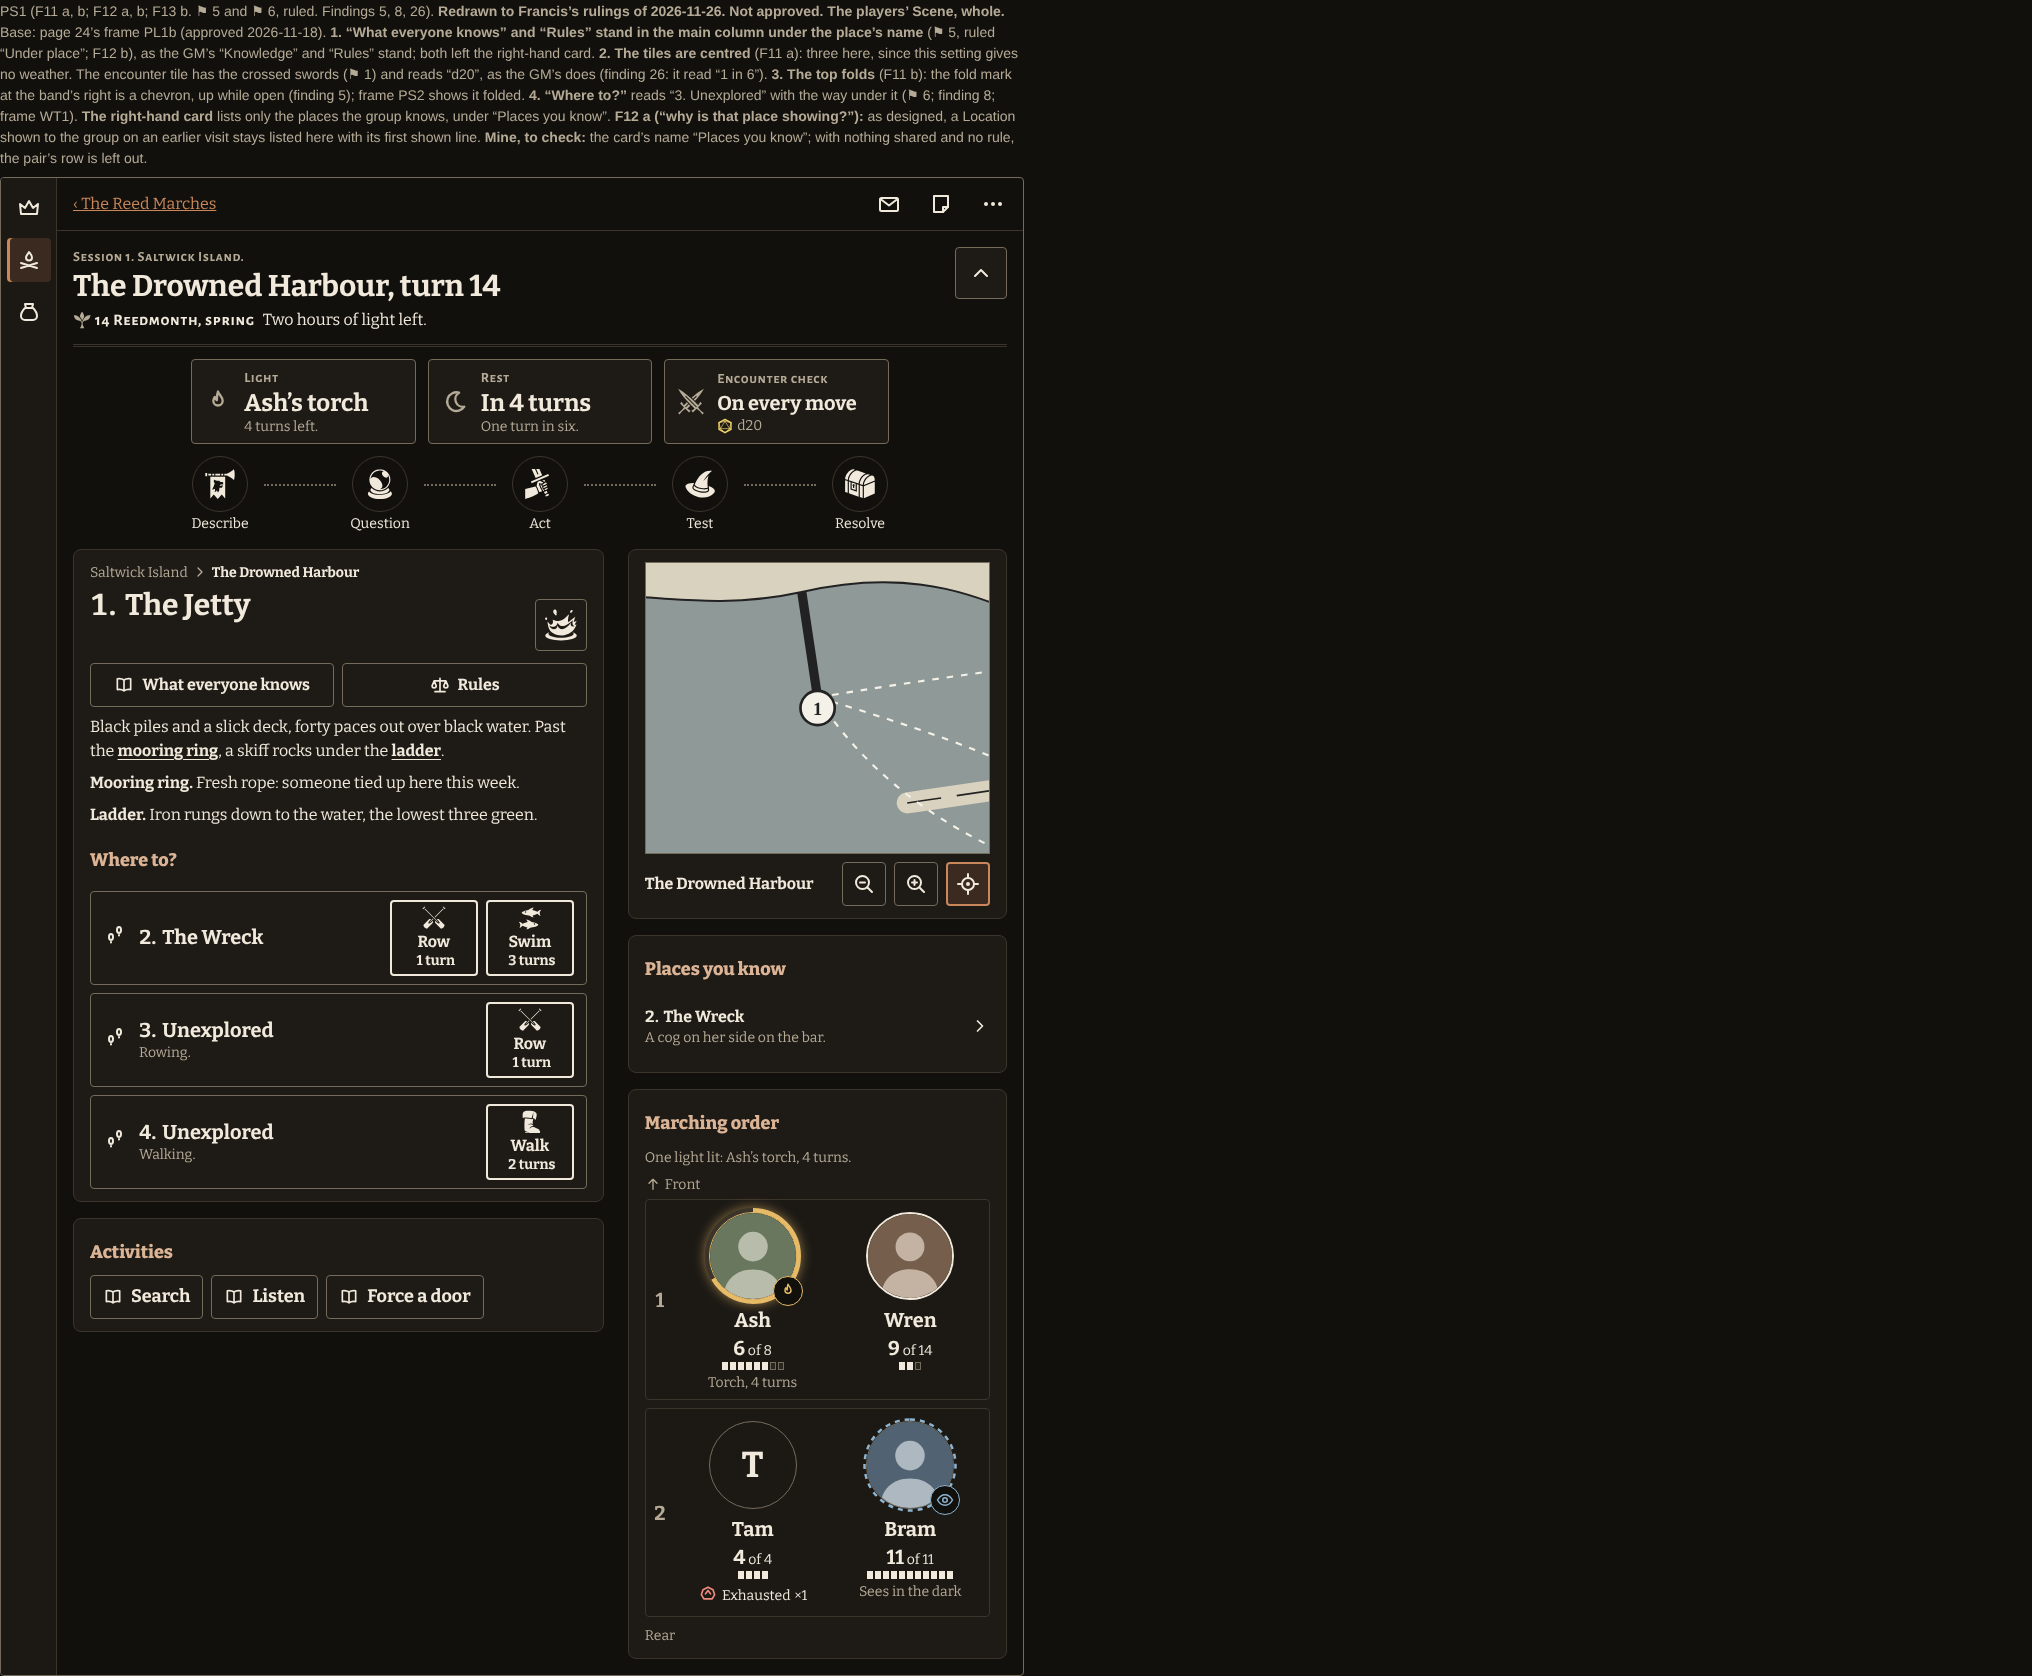 PS1 (F11 a, b; F12 a, b; F13 b. ⚑ 5 and ⚑ 6, ruled. Findings 5, 8, 26). Redrawn to Francis’s rulings of 2026-11-26. Not approved. The players’ Scene, whole.
Base: page 24’s frame PL1b (approved 2026-11-18). 1. “What everyone knows” and “Rules” stand in the main column under the place’s name (⚑ 5, ruled
“Under place”; F12 b), as the GM’s “Knowledge” and “Rules” stand; both left the right-hand card. 2. The tiles are centred (F11 a): three here, since this setting gives
no weather. The encounter tile has the crossed swords (⚑ 1) and reads “d20”, as the GM’s does (finding 26: it read “1 in 6”). 3. The top folds (F11 b): the fold mark
at the band’s right is a chevron, up while open (finding 5); frame PS2 shows it folded. 4. “Where to?” reads “3. Unexplored” with the way under it (⚑ 6; finding 8;
frame WT1). The right-hand card lists only the places the group knows, under “Places you know”. F12 a (“why is that place showing?”): as designed, a Location
shown to the group on an earlier visit stays listed here with its first shown line. Mine, to check: the card’s name “Places you know”; with nothing shared and no rule,
the pair’s row is left out.
‹ The Reed Marches
Session 1. Saltwick Island.
The Drowned Harbour, turn 14
14 Reedmonth, spring Two hours of light left.
Light
Ash’s torch
4 turns left.
Rest
In 4 turns
One turn in six.
Encounter check
On every move
d20
Describe
Question
Act
Test
Resolve
Saltwick Island > The Drowned Harbour
1. The Jetty
What everyone knows
Rules
Black piles and a slick deck, forty paces out over black water. Past
the mooring ring, a skiff rocks under the ladder.
Mooring ring. Fresh rope: someone tied up here this week.
Ladder. Iron rungs down to the water, the lowest three green.
Where to?
2. The Wreck
Row
1 turn
Swim
3 turns
3. Unexplored
Rowing.
Row
1 turn
4. Unexplored
Walking.
Walk
2 turns
Activities
Search
Listen
Force a door
1
The Drowned Harbour
Places you know
2. The Wreck
A cog on her side on the bar.
Marching order
One light lit: Ash’s torch, 4 turns.
↑ Front
1
Ash
6 of 8
Torch, 4 turns
Wren
9 of 14
2
T
Tam
4 of 4
Exhausted ×1
Bram
11 of 11
Sees in the dark
Rear